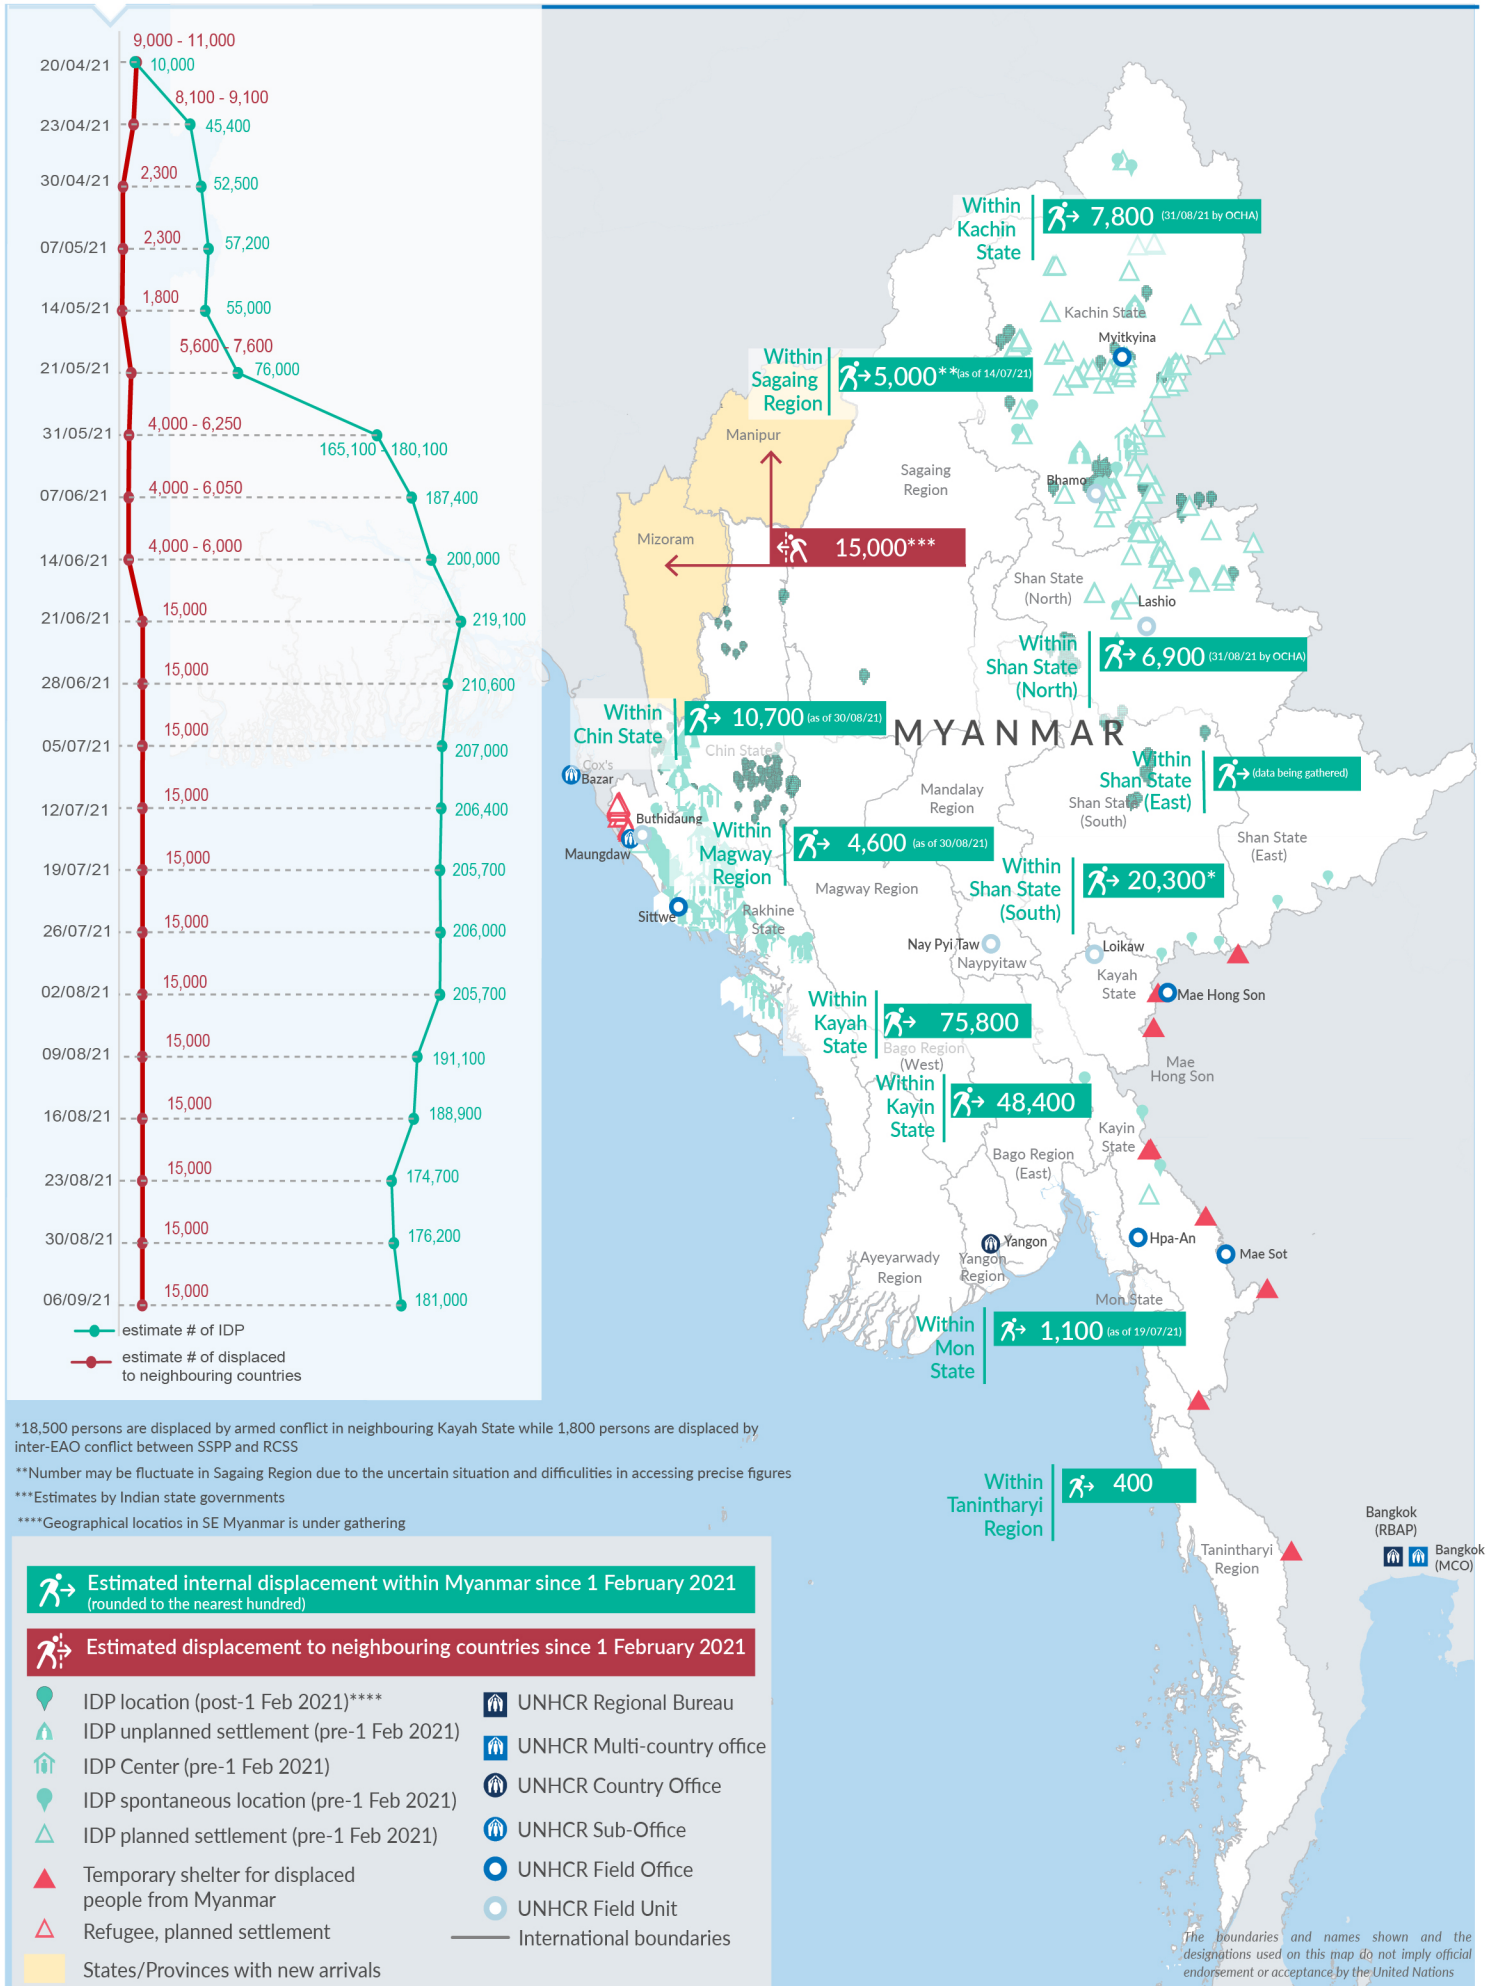 9,000 - 11,000
20/04/21
10,000
8,100 - 9,100
23/04/21
45,400
30/04/21
2,300
52,500
07/05/21
2,300
57,200
14/05/21
1,800
55,000
5,600 - 7,600
21/05/21
76,000
31/05/21
4,000 - 6,250
165,100 - 180,100
07/06/21
4,000 - 6,050
187,400
14/06/21
4,000 - 6,000
200,000
21/06/21
15,000
219,100
28/06/21
15,000
210,600
05/07/21
15,000
207,000
12/07/21
15,000
206,400
19/07/21
15,000
205,700
26/07/21
15,000
206,000
02/08/21
15,000
205,700
09/08/21
15,000
191,100
16/08/21
15,000
188,900
23/08/21
15,000
174,700
30/08/21
15,000
176,200
06/09/21
15,000
181,000
estimate # of IDP
estimate # of displaced
to neighbouring countries
Within
Kachin
State
7,800 (31/08/21 by OCHA)
Kachin State
Myitkyina
Within
Sagaing
Region
5,000** (as of 14/07/21)
Manipur
Sagaing
Region
Bhamo
Mizoram
15,000***
Shan State
(North)
Lashio
Within
Shan State
(North)
6,900 (31/08/21 by OCHA)
Within
Chin State
10,700 (as of 30/08/21)
Chin State
MYANMAR
Within
Shan State
(East)
(data being gathered)
Cox's
Bazar
Mandalay
Region
Shan State
(South)
Buthidaung
Maungdaw
Within
Magway
Region
4,600 (as of 30/08/21)
Shan State
(East)
Within
Shan State
(South)
20,300*
Magway Region
Sittwe
Rakhine
State
Nay Pyi Taw
Naypyitaw
Loikaw
Kayah
State
Mae Hong Son
Within
Kayah
State
75,800
Bago Region
(West)
Mae
Hong Son
Within
Kayin
State
48,400
Kayin
State
Bago Region
(East)
Hpa-An
Mae Sot
Yangon
Yangon
Region
Ayeyarwady
Region
Mon State
Within
Mon
State
1,100 (as of 19/07/21)
Within
Tanintharyi
Region
400
Tanintharyi
Region
Bangkok
(RBAP)
Bangkok
(MCO)
*18,500 persons are displaced by armed conflict in neighbouring Kayah State while 1,800 persons are displaced by
inter-EAO conflict between SSPP and RCSS
**Number may be fluctuate in Sagaing Region due to the uncertain situation and difficulities in accessing precise figures
***Estimates by Indian state governments
****Geographical locatios in SE Myanmar is under gathering
Estimated internal displacement within Myanmar since 1 February 2021
(rounded to the nearest hundred)
Estimated displacement to neighbouring countries since 1 February 2021
IDP location (post-1 Feb 2021)****
IDP unplanned settlement (pre-1 Feb 2021)
IDP Center (pre-1 Feb 2021)
IDP spontaneous location (pre-1 Feb 2021)
IDP planned settlement (pre-1 Feb 2021)
Temporary shelter for displaced
people from Myanmar
Refugee, planned settlement
States/Provinces with new arrivals
UNHCR Regional Bureau
UNHCR Multi-country office
UNHCR Country Office
UNHCR Sub-Office
UNHCR Field Office
UNHCR Field Unit
International boundaries
The boundaries and names shown and the
designations used on this map do not imply official
endorsement or acceptance by the United Nations